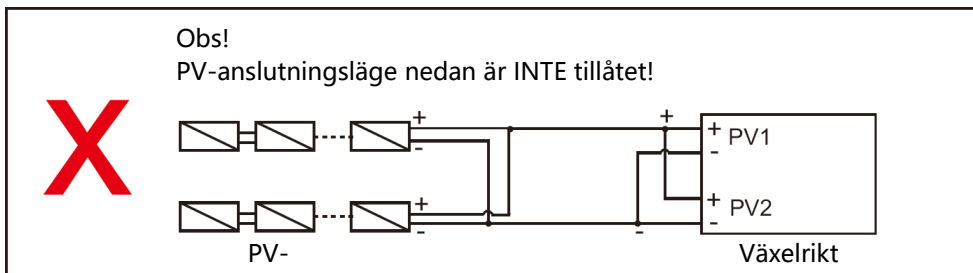 Obs!
PV-anslutningsläge nedan är INTE tillåtet!
X
+
-
+
-
+
-
+ PV1
-
+ PV2
-
PV-
Växelrikt